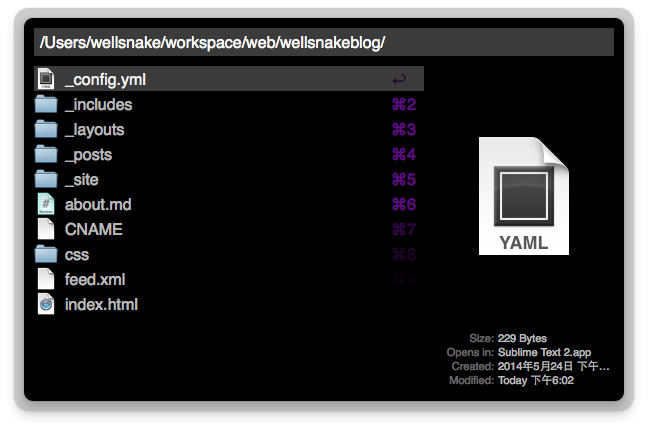 /Users/wellsnake/workspace/web/wellsnakeblog/
_config.yml ↩
_includes ⌘2
_layouts ⌘3
_posts ⌘4
_site ⌘5
about.md ⌘6
CNAME ⌘7
css ⌘8
feed.xml ⌘9
index.html
YAML
Size: 229 Bytes
Opens in: Sublime Text 2.app
Created: 2014年5月24日 下午...
Modified: Today 下午6:02